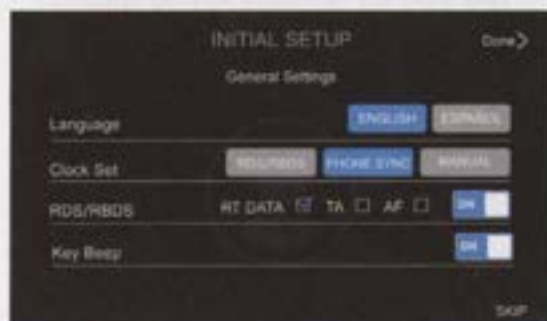 INITIAL SETUP Done>
General Settings
Language ENGLISH ESPAÑOL
Clock Set RDS/RBDS PHONE SYNC MANUAL
RDS/RBDS RT DATA TA AF ON
Key Beep ON
SKIP